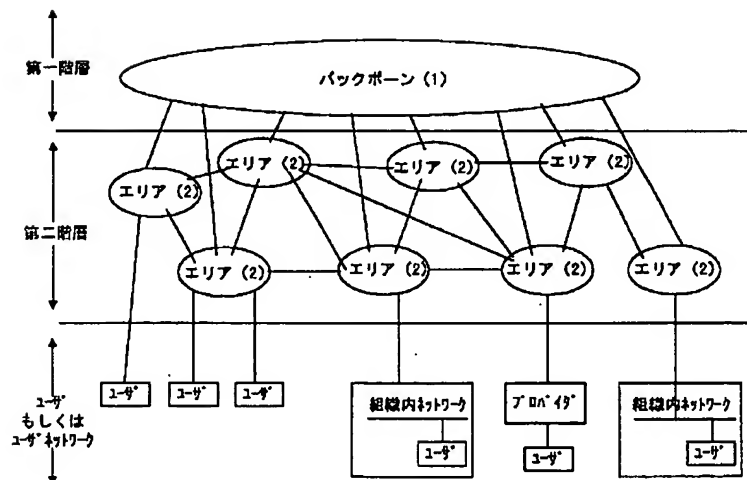 第一階層
バックボーン (1)
エリア (2)
エリア (2)
エリア (2)
エリア (2)
第二階層
エリア (2)
エリア (2)
エリア (2)
エリア (2)
ﾕｰｻﾞ
もしくは
ﾕｰｻﾞﾈｯﾄﾜｰｸ
ﾕｰｻﾞ
ﾕｰｻﾞ
ﾕｰｻﾞ
組織内ネットワーク
ﾕｰｻﾞ
ﾌﾟﾛﾊﾞｲﾀﾞ
ﾕｰｻﾞ
組織内ネットワーク
ﾕｰｻﾞ